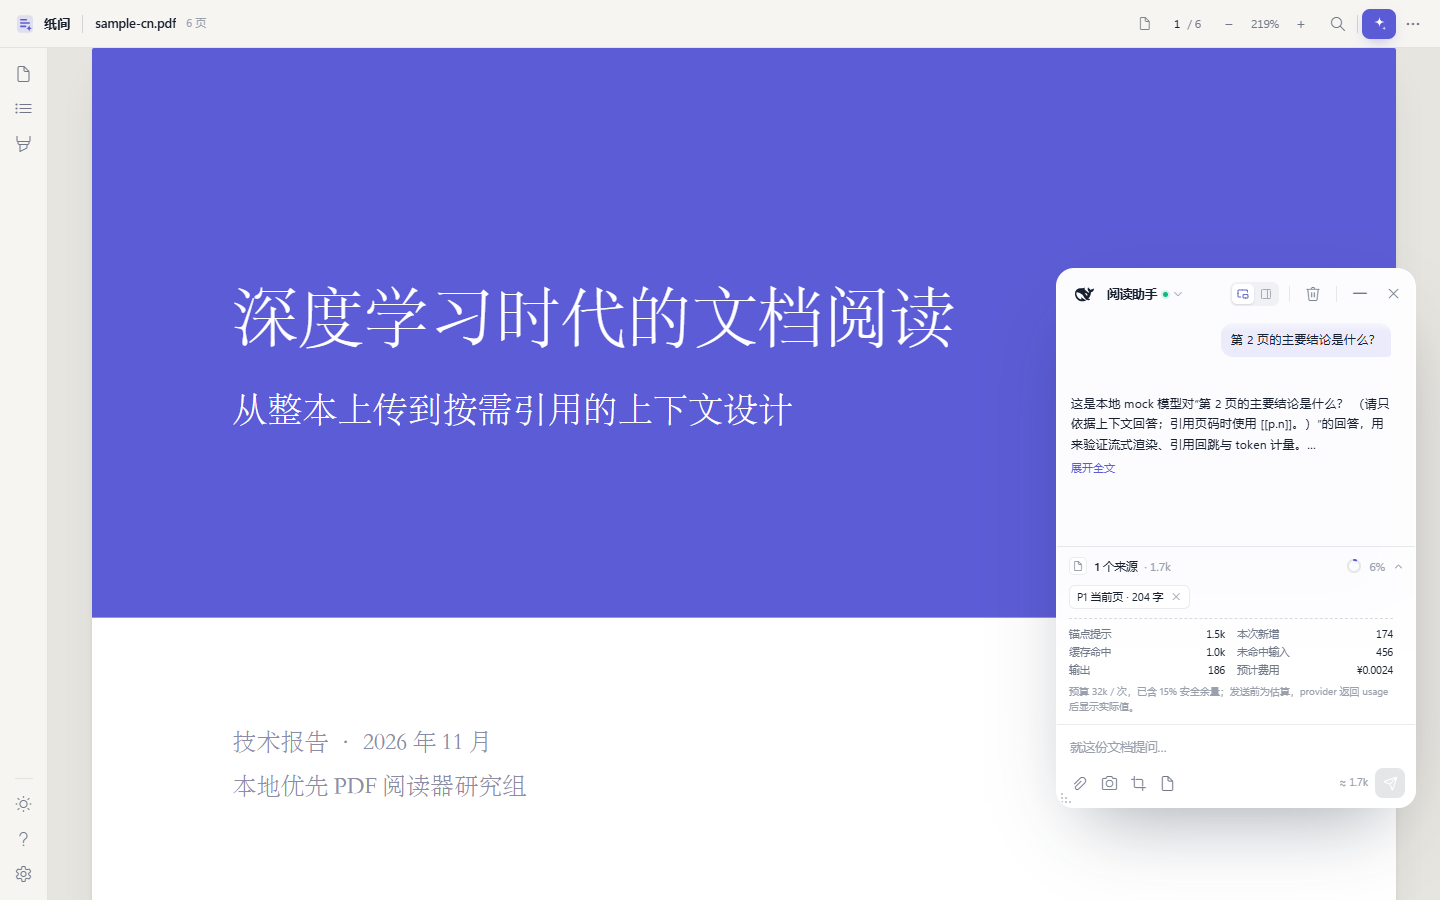 纸间
sample-cn.pdf
6 页
1 / 6
219%
深度学习时代的文档阅读
从整本上传到按需引用的上下文设计
技术报告 · 2026 年 11 月
本地优先 PDF 阅读器研究组
阅读助手
第 2 页的主要结论是什么？
这是本地 mock 模型对“第 2 页的主要结论是什么？ （请只
依据上下文回答；引用页码时使用 [[p.n]]。）”的回答，用
来验证流式渲染、引用回跳与 token 计量。...
展开全文
1 个来源 · 1.7k
6%
P1 当前页 · 204 字
锚点提示 1.5k 本次新增 174
缓存命中 1.0k 未命中输入 456
输出 186 预计费用 ¥0.0024
预算 32k / 次，已含 15% 安全余量；发送前为估算，provider 返回 usage
后显示实际值。
就这份文档提问...
≈ 1.7k